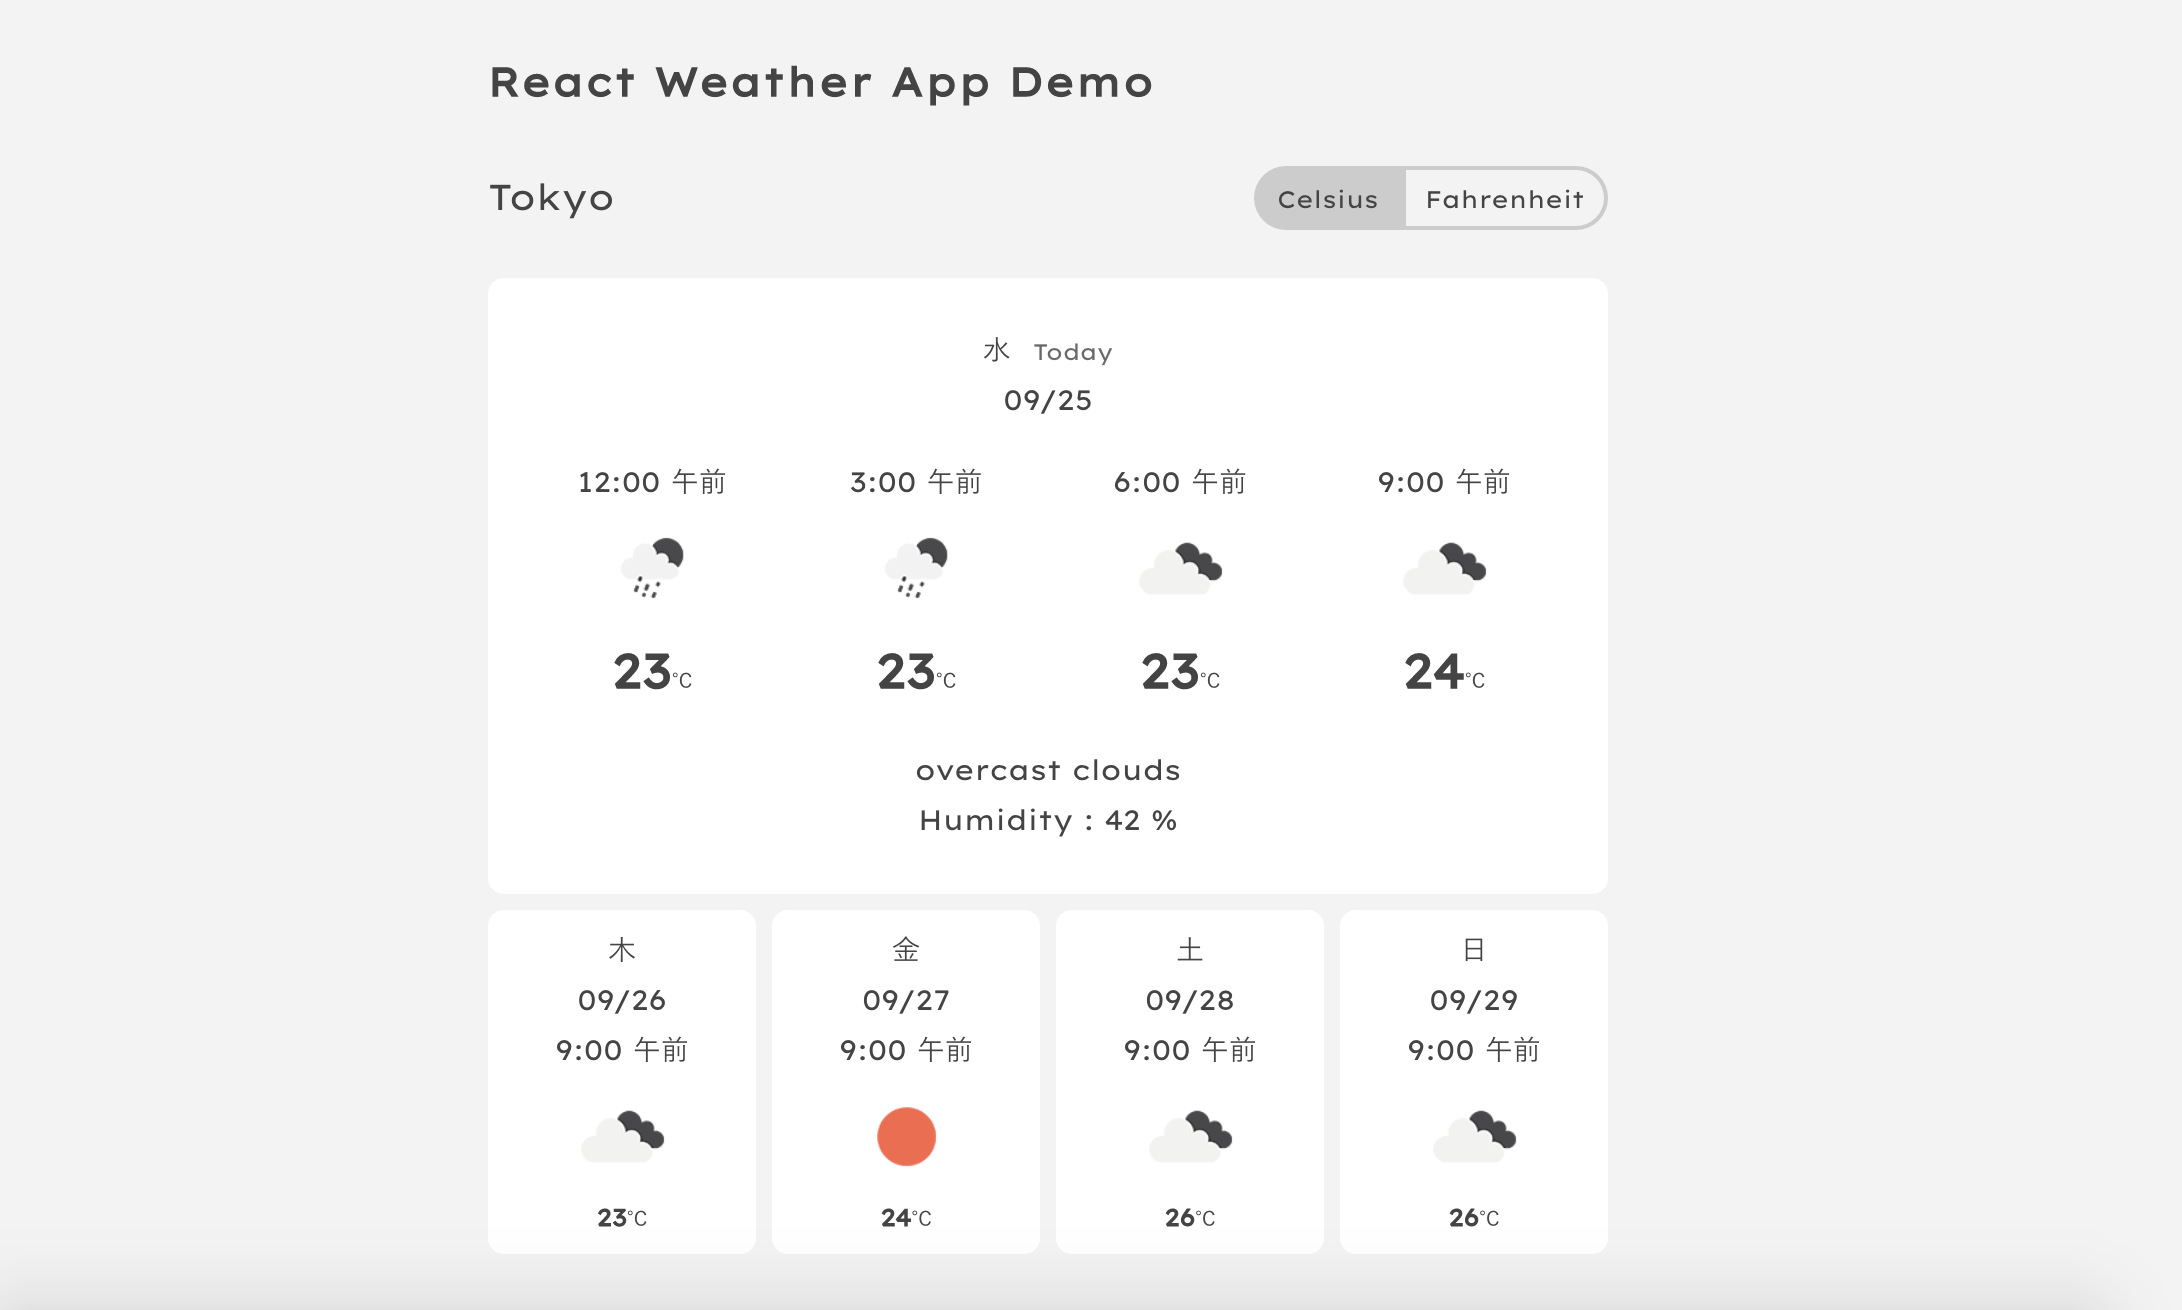 React Weather App Demo
Tokyo
Celsius Fahrenheit
水 Today
09/25
12:00 午前 3:00 午前 6:00 午前 9:00 午前
23°C 23°C 23°C 24°C
overcast clouds
Humidity : 42 %
木 金 土 日
09/26 09/27 09/28 09/29
9:00 午前 9:00 午前 9:00 午前 9:00 午前
23°C 24°C 26°C 26°C